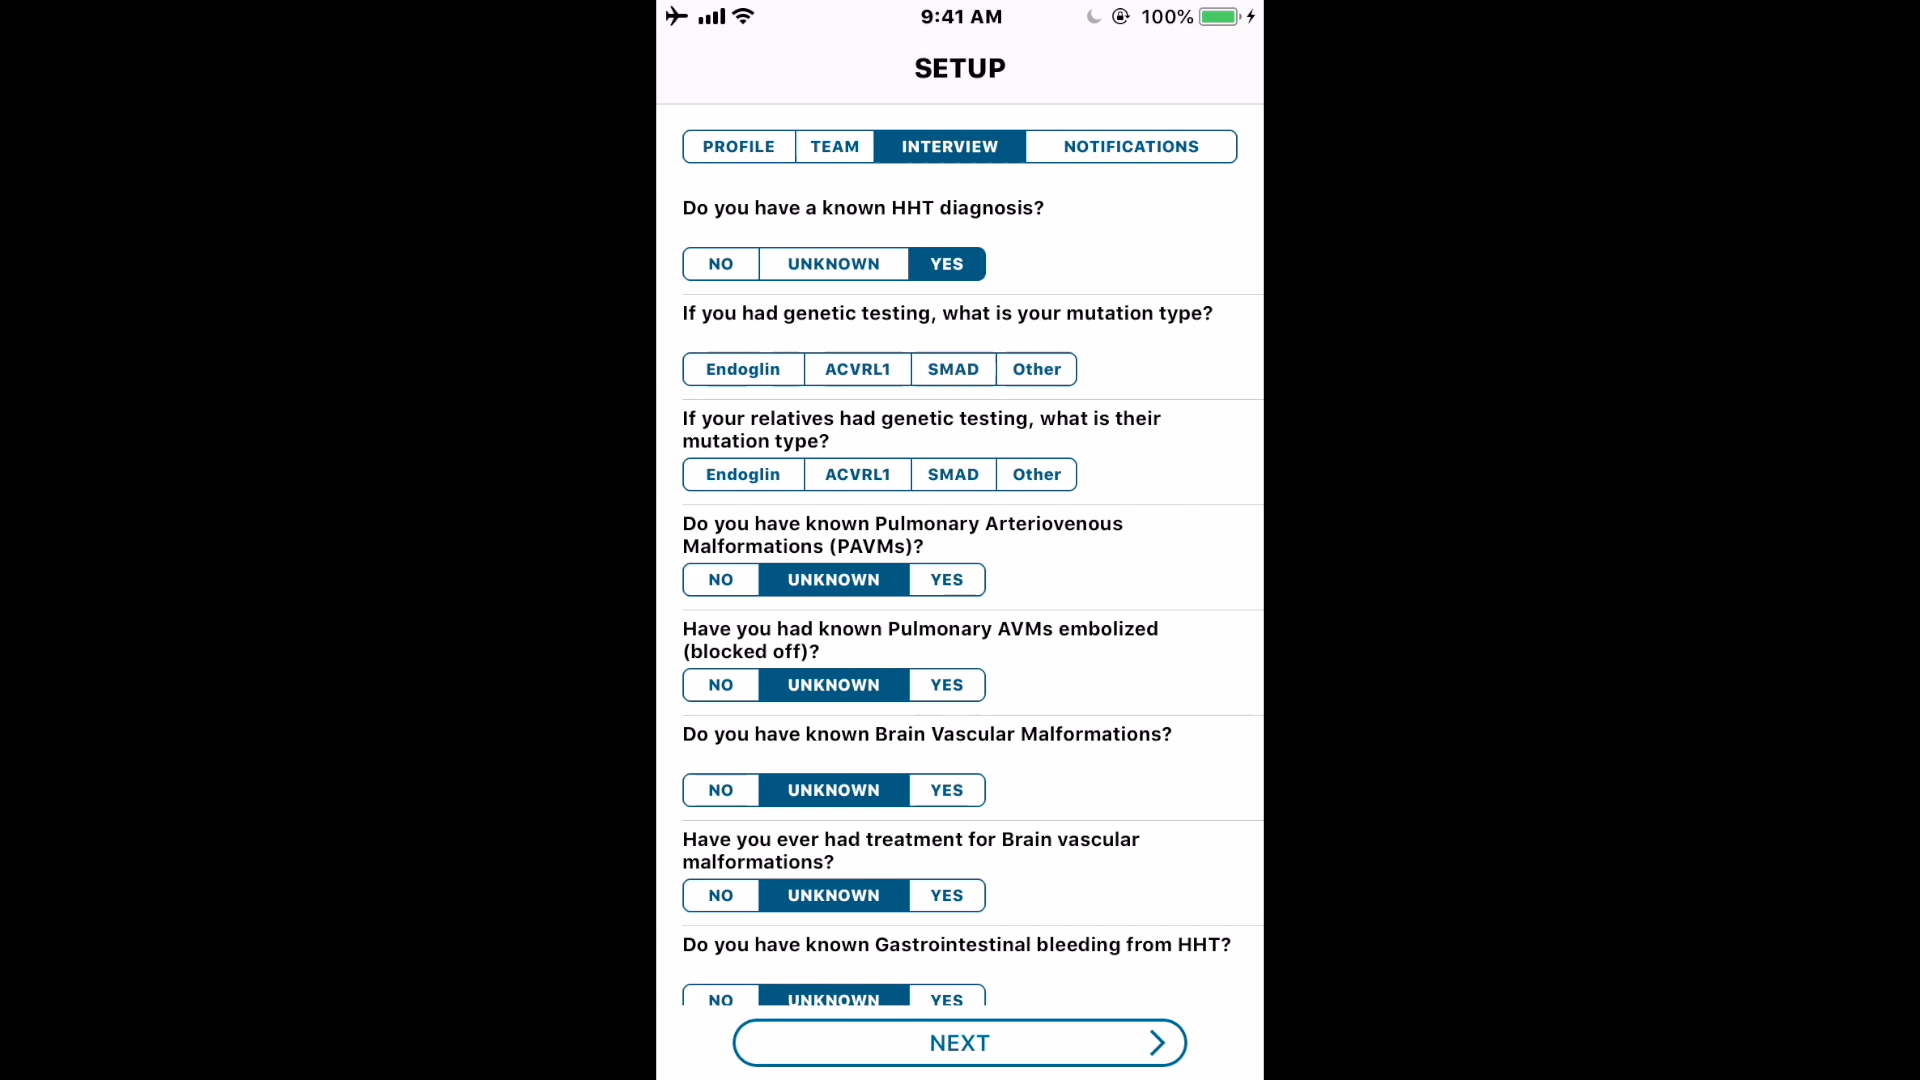 9:41 AM
100%
SETUP
PROFILE TEAM INTERVIEW NOTIFICATIONS
Do you have a known HHT diagnosis?
NO UNKNOWN YES
If you had genetic testing, what is your mutation type?
Endoglin ACVRL1 SMAD Other
If your relatives had genetic testing, what is their
mutation type?
Endoglin ACVRL1 SMAD Other
Do you have known Pulmonary Arteriovenous
Malformations (PAVMs)?
NO UNKNOWN YES
Have you had known Pulmonary AVMs embolized
(blocked off)?
NO UNKNOWN YES
Do you have known Brain Vascular Malformations?
NO UNKNOWN YES
Have you ever had treatment for Brain vascular
malformations?
NO UNKNOWN YES
Do you have known Gastrointestinal bleeding from HHT?
NO UNKNOWN YES
NEXT